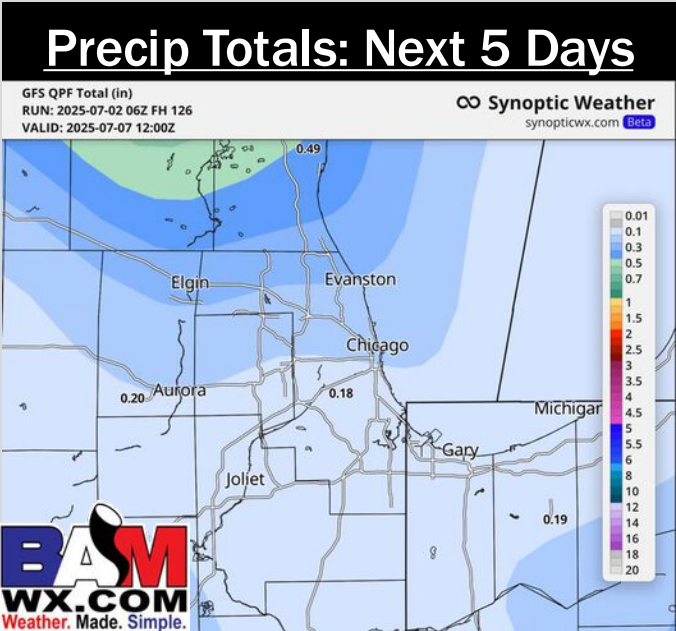 Precip Totals: Next 5 Days
GFS QPF Total (in)
RUN: 2025-07-02 06Z FH 126
VALID: 2025-07-07 12:00Z
Synoptic Weather
synopticwx.com Beta
0.49
Elgin
Evanston
Chicago
Aurora
0.20
0.18
Michigan
Gary
Joliet
0.19
0.01
0.1
0.3
0.5
0.7
1
1.5
2
2.5
3
3.5
4
4.5
5
5.5
6
8
10
12
14
16
18
20
BAM
WX.COM
Weather. Made. Simple.